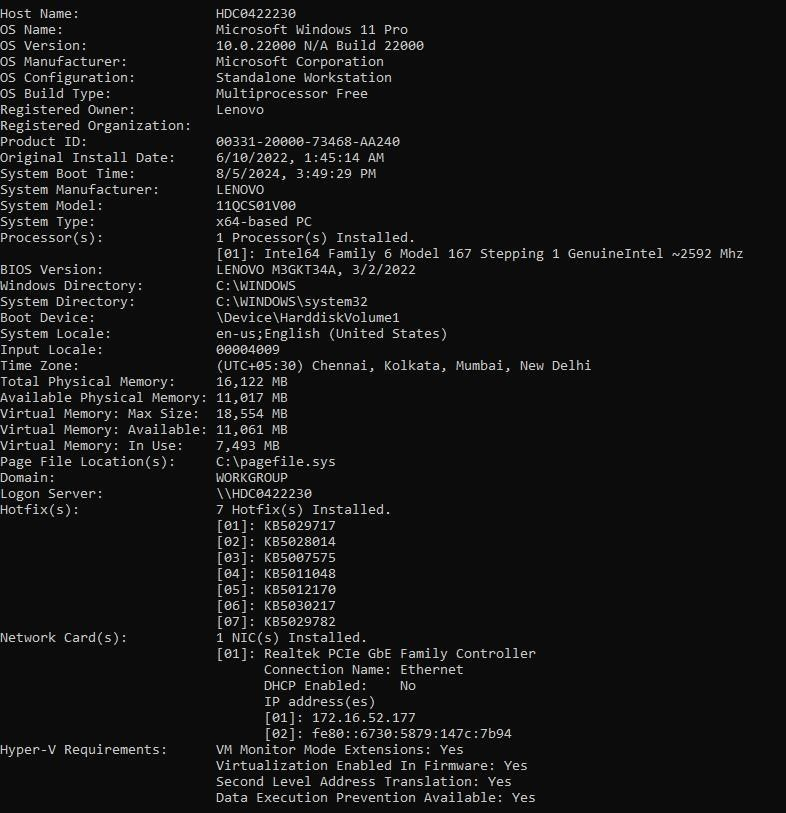 Host Name:                 HDC0422230
OS Name:                   Microsoft Windows 11 Pro
OS Version:                10.0.22000 N/A Build 22000
OS Manufacturer:           Microsoft Corporation
OS Configuration:          Standalone Workstation
OS Build Type:             Multiprocessor Free
Registered Owner:          Lenovo
Registered Organization:
Product ID:                00331-20000-73468-AA240
Original Install Date:     6/10/2022, 1:45:14 AM
System Boot Time:          8/5/2024, 3:49:29 PM
System Manufacturer:       LENOVO
System Model:              11QCS01V00
System Type:               x64-based PC
Processor(s):              1 Processor(s) Installed.
                           [01]: Intel64 Family 6 Model 167 Stepping 1 GenuineIntel ~2592 Mhz
BIOS Version:              LENOVO M3GKT34A, 3/2/2022
Windows Directory:         C:\WINDOWS
System Directory:          C:\WINDOWS\system32
Boot Device:               \Device\HarddiskVolume1
System Locale:             en-us;English (United States)
Input Locale:              00004009
Time Zone:                 (UTC+05:30) Chennai, Kolkata, Mumbai, New Delhi
Total Physical Memory:     16,122 MB
Available Physical Memory: 11,017 MB
Virtual Memory: Max Size:  18,554 MB
Virtual Memory: Available: 11,061 MB
Virtual Memory: In Use:    7,493 MB
Page File Location(s):     C:\pagefile.sys
Domain:                    WORKGROUP
Logon Server:              \\HDC0422230
Hotfix(s):                 7 Hotfix(s) Installed.
                           [01]: KB5029717
                           [02]: KB5028014
                           [03]: KB5007575
                           [04]: KB5011048
                           [05]: KB5012170
                           [06]: KB5030217
                           [07]: KB5029782
Network Card(s):           1 NIC(s) Installed.
                           [01]: Realtek PCIe GbE Family Controller
                                 Connection Name: Ethernet
                                 DHCP Enabled:    No
                                 IP address(es)
                                 [01]: 172.16.52.177
                                 [02]: fe80::6730:5879:147c:7b94
Hyper-V Requirements:      VM Monitor Mode Extensions: Yes
                           Virtualization Enabled In Firmware: Yes
                           Second Level Address Translation: Yes
                           Data Execution Prevention Available: Yes